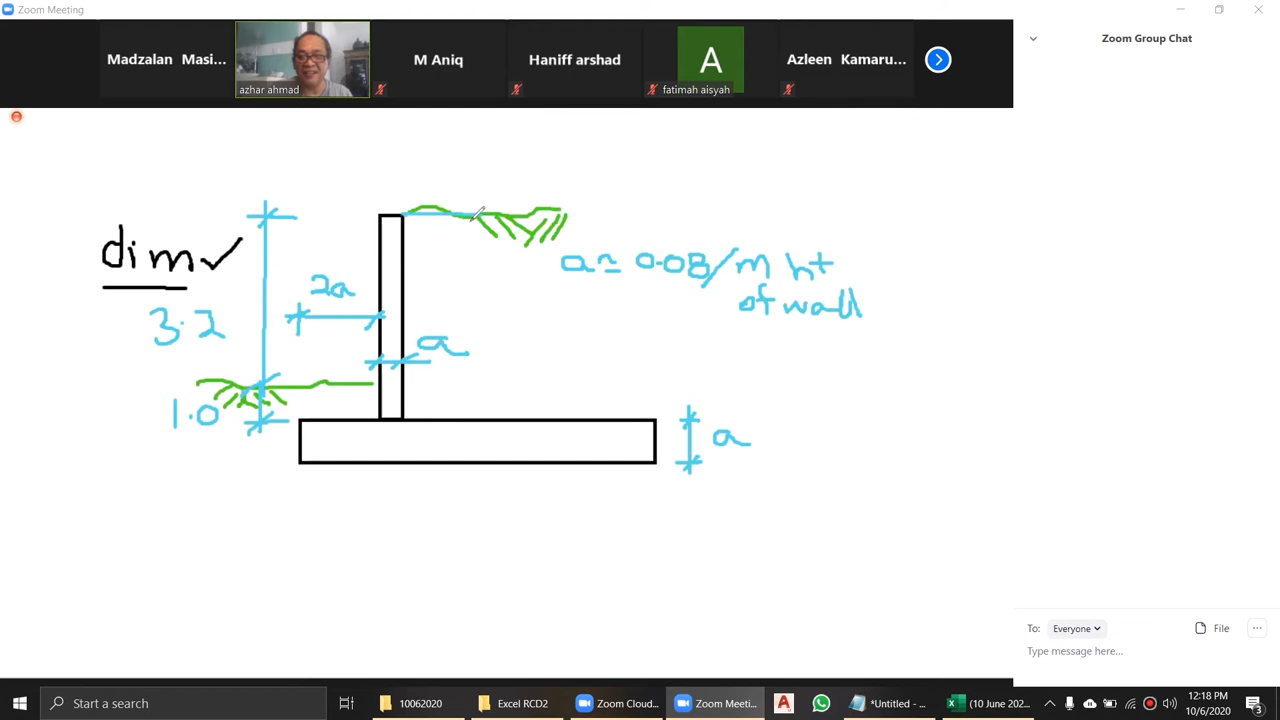 Zoom Meeting
Zoom Group Chat
Madzalan Masi...
M Aniq
Haniff arshad
A
Azleen Kamaru...
azhar ahmad
fatimah aisyah
dim
3.2
2a
a
a ≃ 0.08/m ht
of wall
1.0
a
To: Everyone
File
Type message here...
Start a search
10062020
Excel RCD2
Zoom Cloud...
Zoom Meeti...
*Untitled - ...
(10 June 202...
12:18 PM
10/6/2020
3